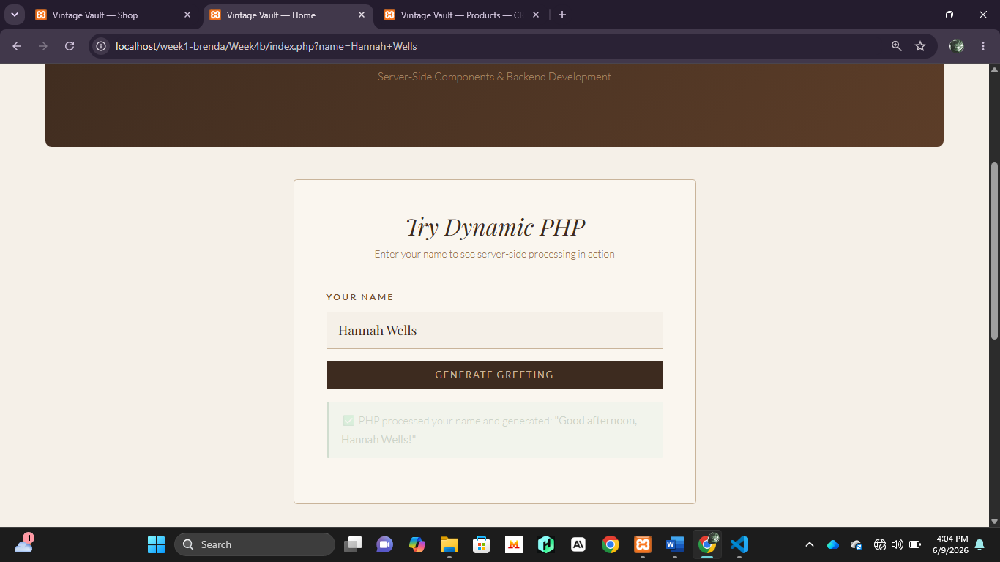 Vintage Vault — Shop
Vintage Vault — Home
Vintage Vault — Products — CR
localhost/week1-brenda/Week4b/index.php?name=Hannah+Wells
Server-Side Components & Backend Development
Try Dynamic PHP
Enter your name to see server-side processing in action
YOUR NAME
Hannah Wells
GENERATE GREETING
✅ PHP processed your name and generated: "Good afternoon,
Hannah Wells!"
1
Search
4:04 PM
6/9/2026